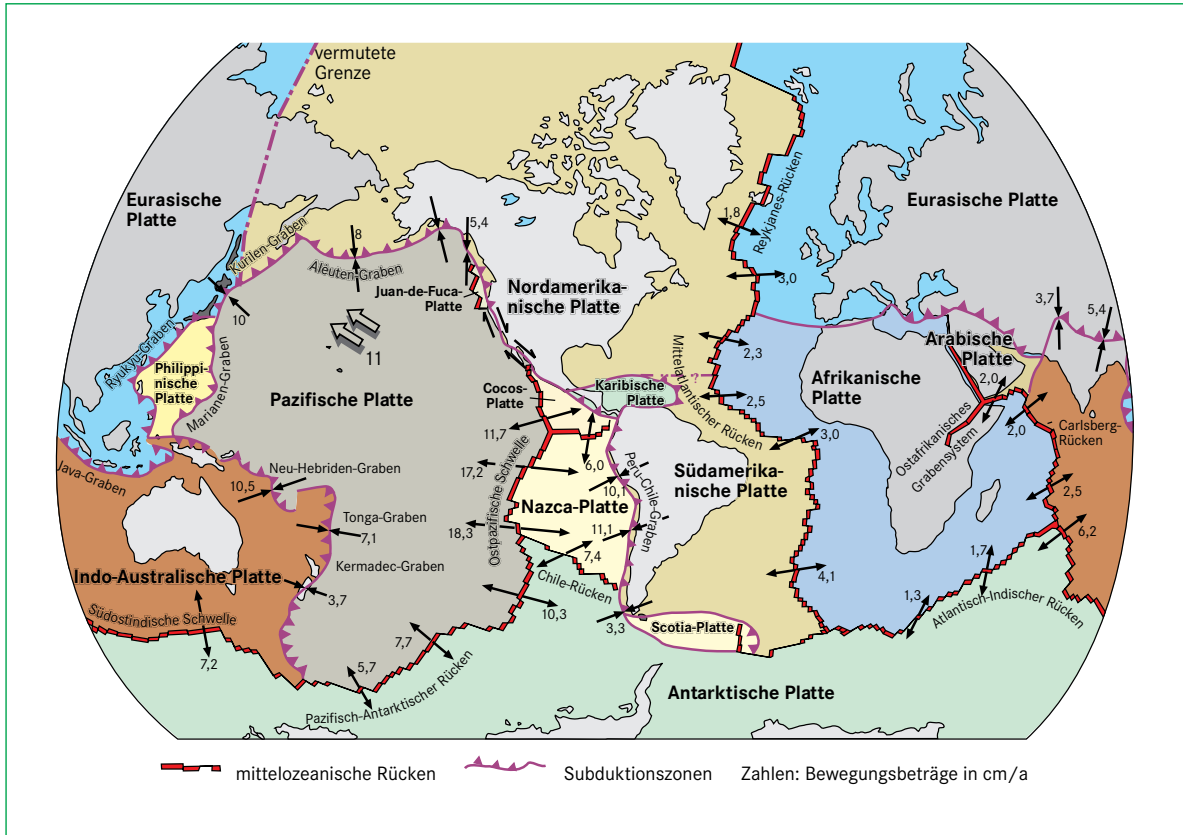 vermutete
Grenze
Eurasische
Platte
Eurasische Platte
Kurilen-Graben
8
Aleuten-Graben
5,4
Juan-de-Fuca-
Platte
Nordamerika-
nische Platte
1,8
Reykjanes-Rücken
3,0
10
11
Ryukyu-Graben
Philippi-
nische
Platte
Marianen-Graben
Pazifische Platte
Cocos-
Platte
Karibische
Platte
Mittelatlantischer Rücken
?
2,3
2,5
3,0
Afrikanische
Platte
Arabische
Platte
2,0
3,7
5,4
Ostafrikanisches
Grabensystem
2,0
Carlsberg-
Rücken
2,5
6,2
Java-Graben
Neu-Hebriden-Graben
10,5
Tonga-Graben
7,1
Kermadec-Graben
3,7
Indo-Australische Platte
Südostindische Schwelle
7,2
11,7
17,2
18,3
Ostpazifische Schwelle
6,0
Nazca-Platte
10,1
11,1
7,4
Peru-Chile-Graben
Südamerika-
nische Platte
Chile-Rücken
10,3
7,7
5,7
Pazifisch-Antarktischer Rücken
3,3
Scotia-Platte
4,1
1,7
1,3
Atlantisch-Indischer Rücken
Antarktische Platte
mittelozeanische Rücken
Subduktionszonen
Zahlen: Bewegungsbeträge in cm/a